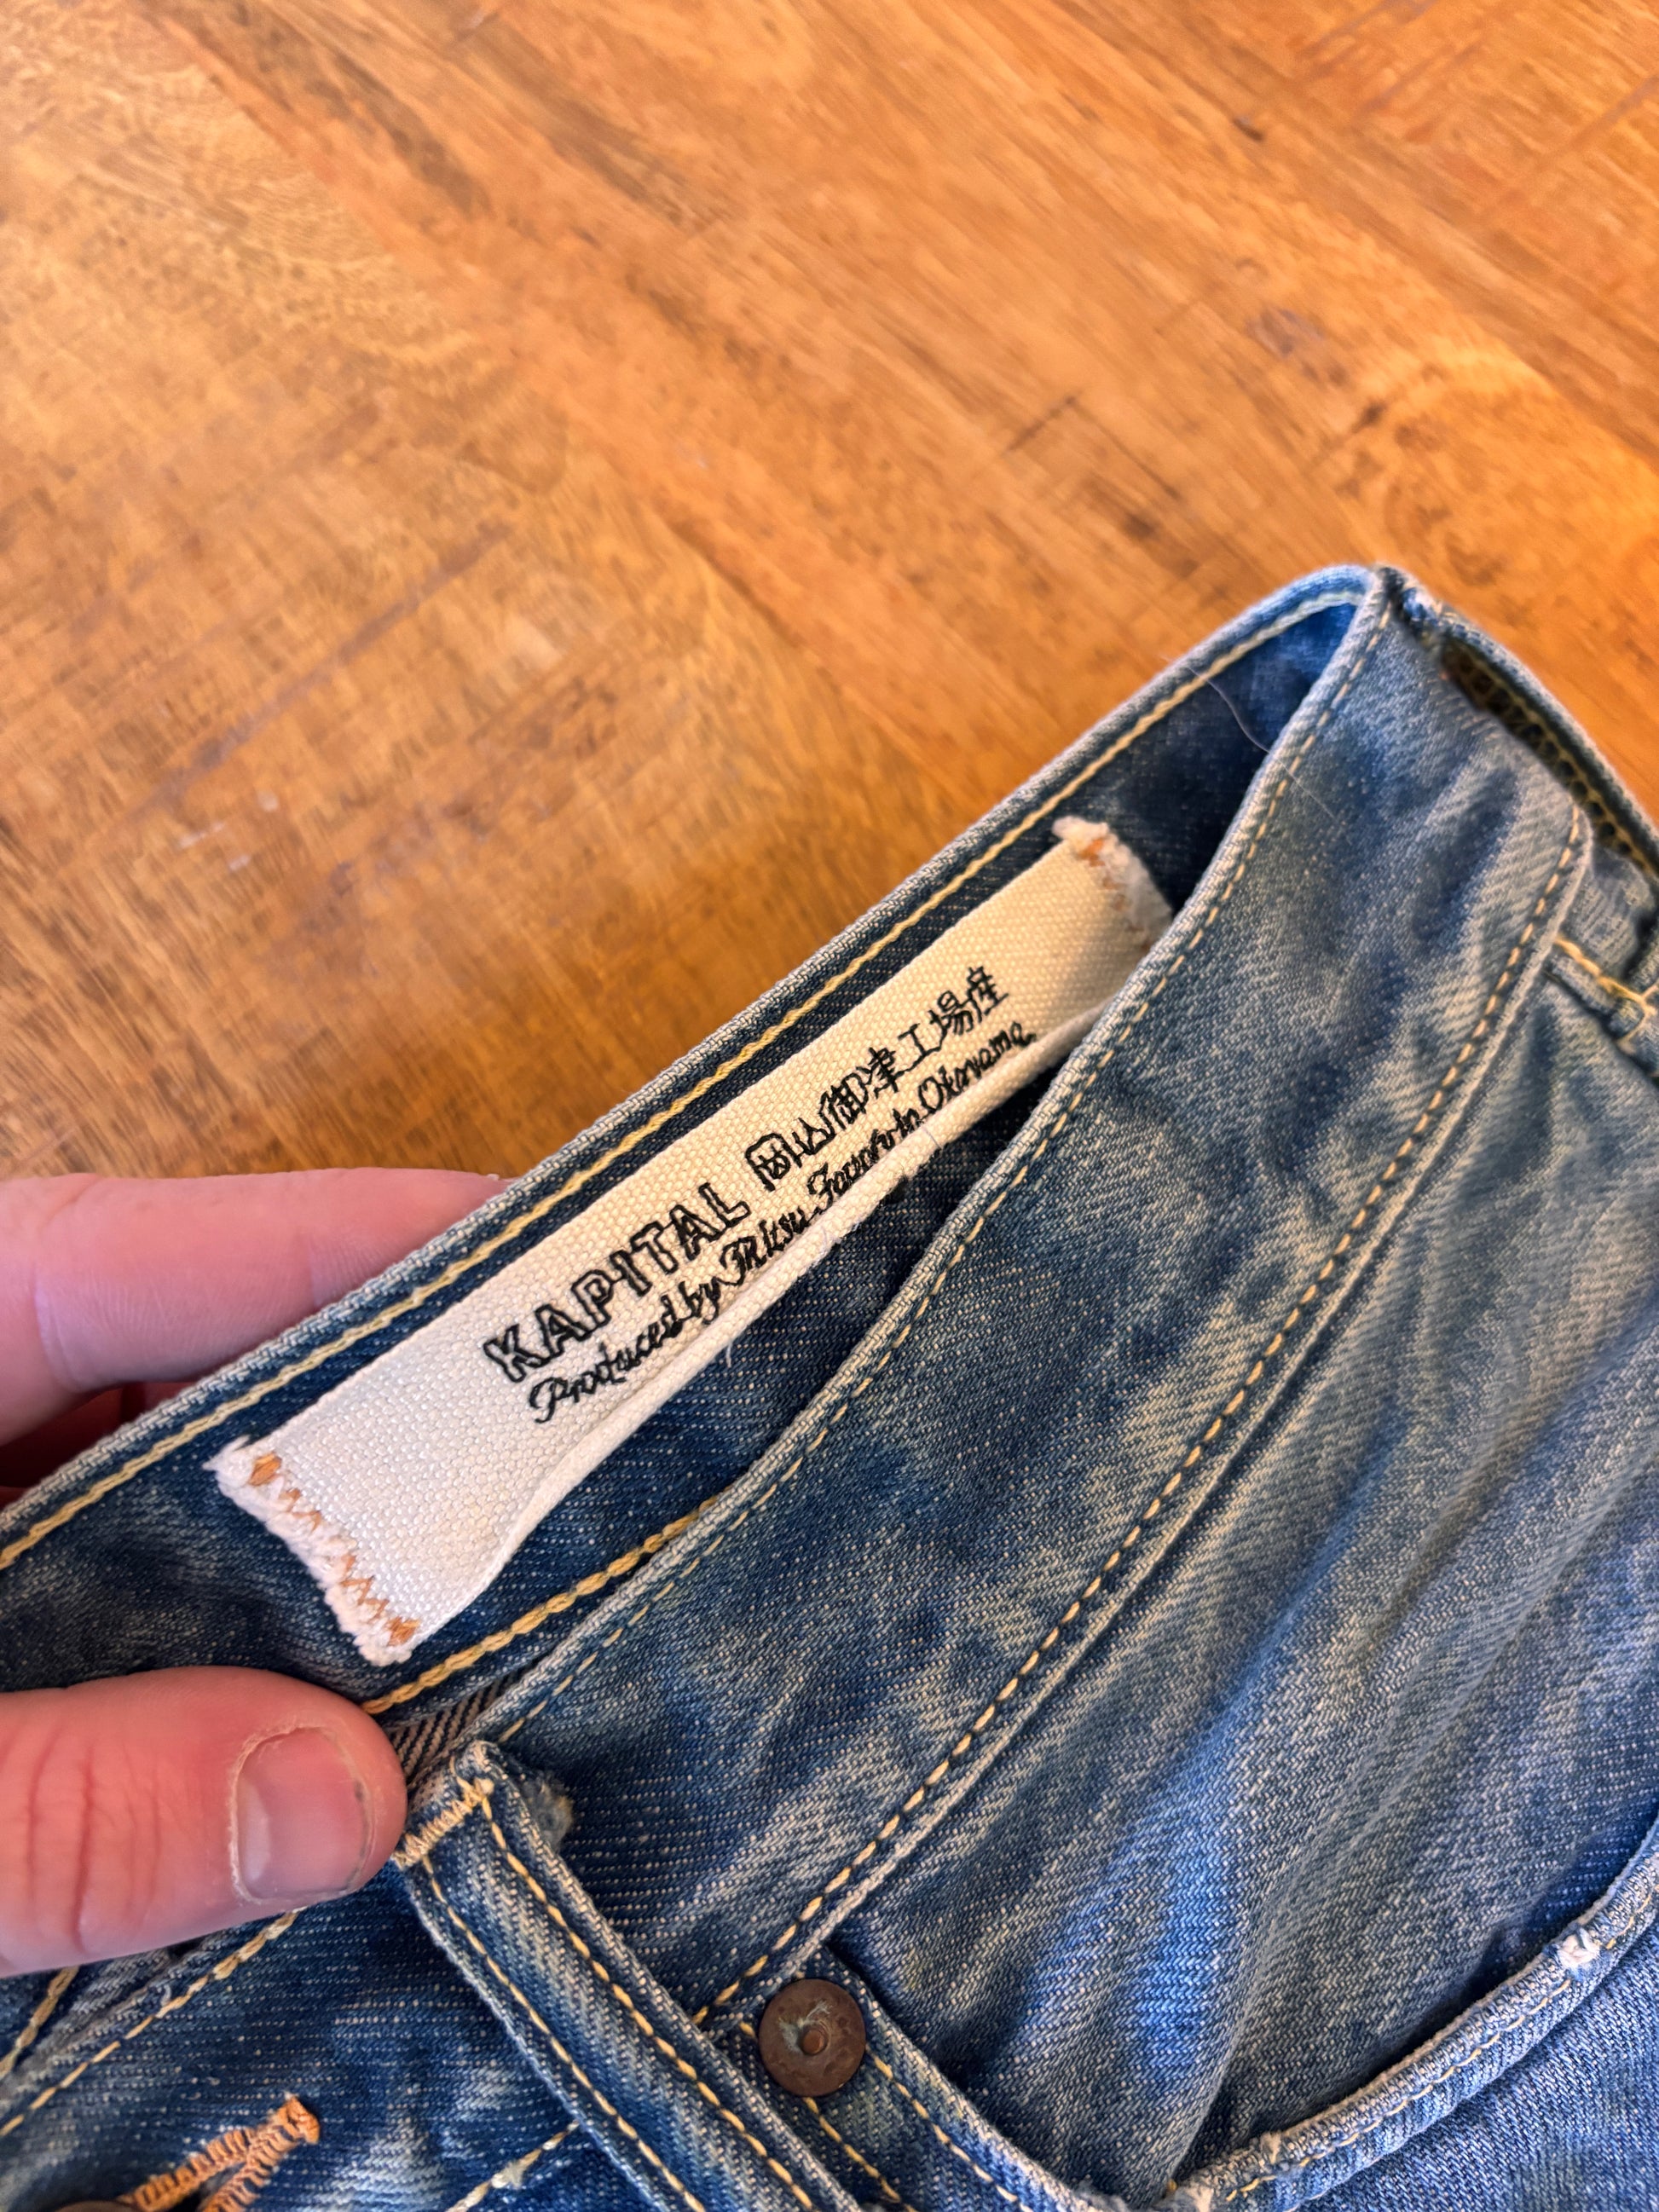 KAPITAL 岡山御津工場産
Produced by Mitsu Factory in Okayama